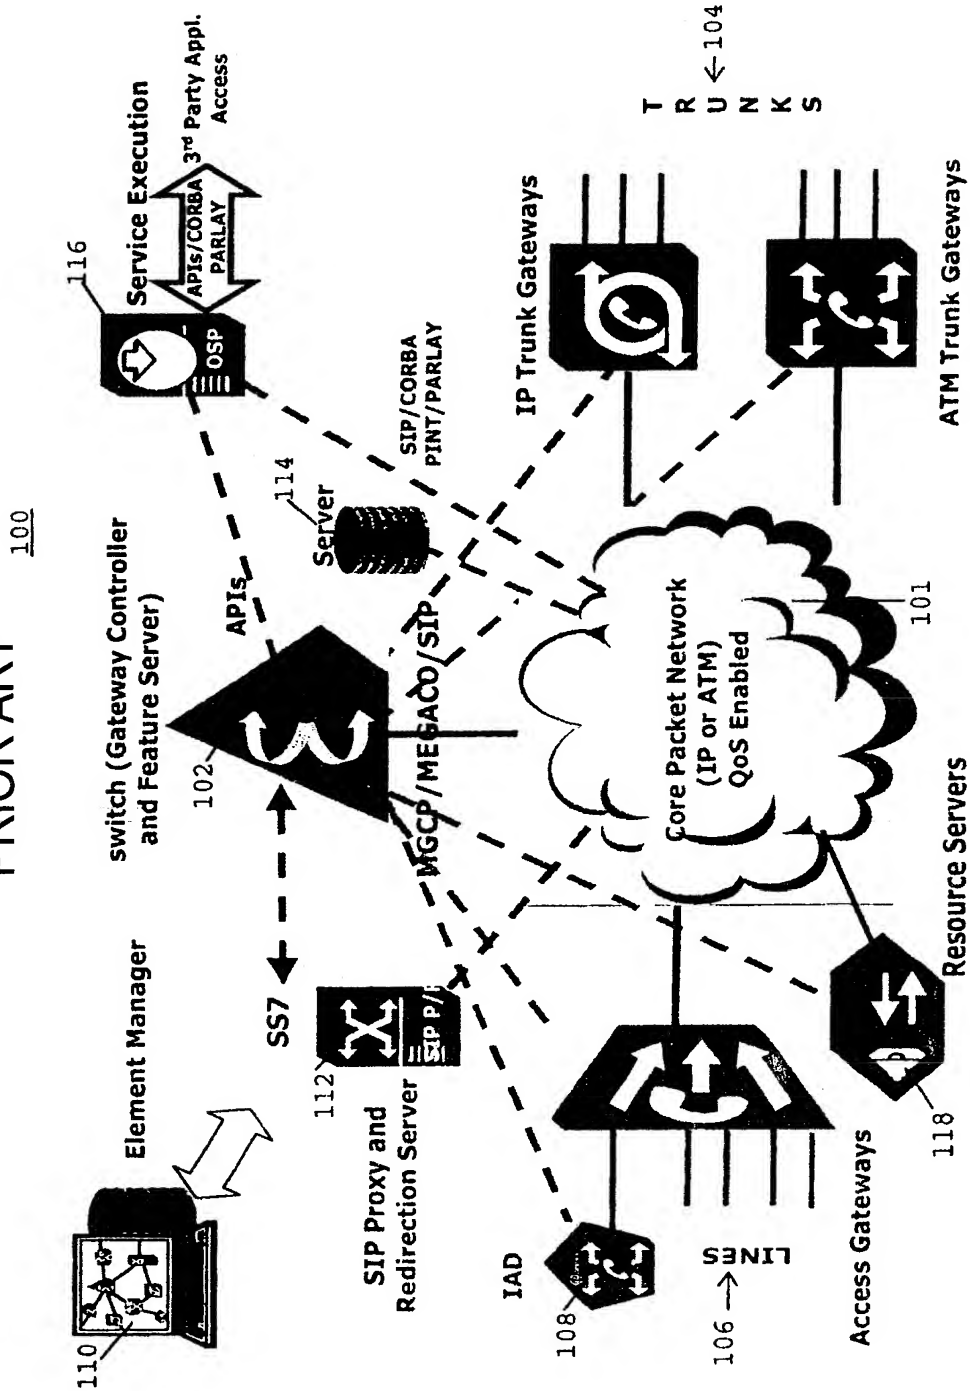 PRIOR ART
100
Element Manager
110
switch (Gateway Controller
and Feature Server)
102
SS7
APIs
116
Service Execution
OSP
APIs/CORBA
PARLAY
3rd Party Appl.
Access
SIP Proxy and
Redirection Server
112
Server
114
SIP/CORBA
PINT/PARLAY
MGCP/MEGACO/SIP
IAD
108
LINES
106
Access Gateways
118
Resource Servers
Core Packet Network
(IP or ATM)
QoS Enabled
101
IP Trunk Gateways
ATM Trunk Gateways
TRUNKS
104